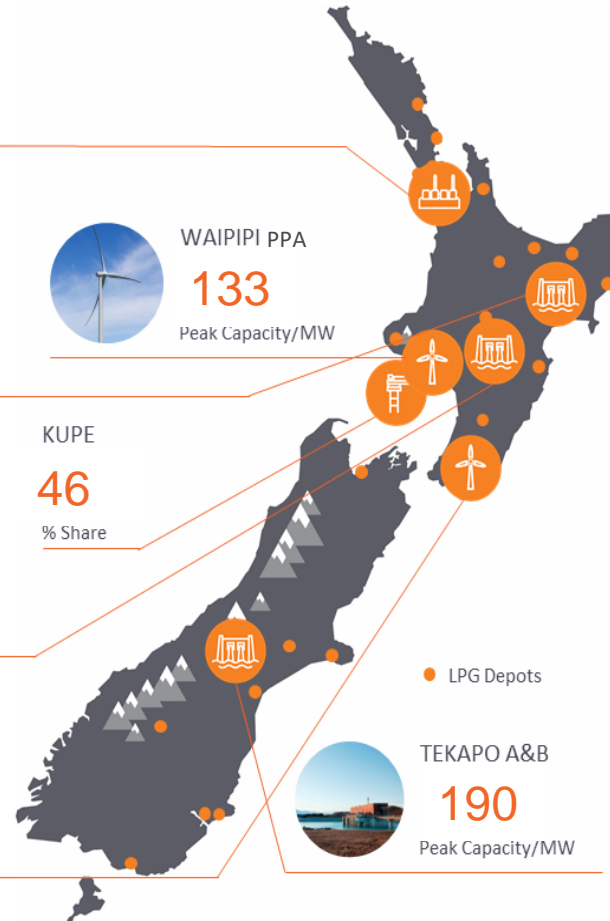 WAIPIPI PPA
133
Peak Capacity/MW
KUPE
46
% Share
LPG Depots
TEKAPO A&B
190
Peak Capacity/MW